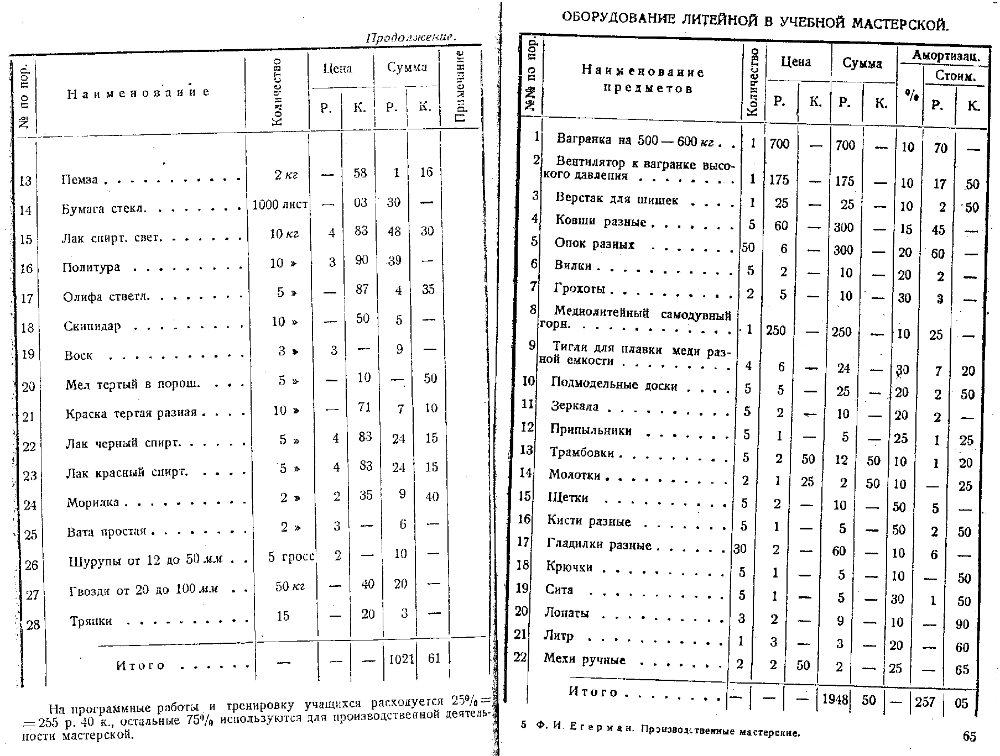 Продолжение.
№ по пор. Наименование Количество Цена Сумма Примечание
Р. К. Р. К.
13 Пемза . . . . . . . . . . . 2 кг — 58 1 16
14 Бумага стекл. . . . . . . . 1000 лист — 03 30 —
15 Лак спирт. свет. . . . . . . 10 кг 4 83 48 30
16 Политура . . . . . . . . . 10 » 3 90 39 —
17 Олифа стветл. . . . . . . . 5 » — 87 4 35
18 Скипидар . . . . . . . . . 10 » — 50 5 —
19 Воск . . . . . . . . . . . 3 » 3 — 9 —
20 Мел тертый в порош. . . . 5 » — 10 — 50
21 Краска тертая разная . . . . 10 » — 71 7 10
22 Лак черный спирт. . . . . . 5 » 4 83 24 15
23 Лак красный спирт. . . . . 5 » 4 83 24 15
24 Морилка . . . . . . . . . . 2 » 2 35 9 40
25 Вата простая . . . . . . . . 2 » 3 — 6 —
26 Шурупы от 12 до 50 мм . . 5 гросс 2 — 10 —
27 Гвозди от 20 до 100 мм . . 50 кг — 40 20 —
28 Тряпки . . . . . . . . . . 15 — 20 3 —
Итого . . . . . . — — — 1021 61
На программные работы и тренировку учащихся расходуется 25% =
= 255 р. 40 к., остальные 75% используются для производственной деятель-
ности мастерской.
ОБОРУДОВАНИЕ ЛИТЕЙНОЙ В УЧЕБНОЙ МАСТЕРСКОЙ.
№№ по пор. Наименование Количество Цена Сумма Амортизац.
предметов % Стоим.
Р. К. Р. К. Р. К.
1 Вагранка на 500 — 600 кг . . 1 700 — 700 — 10 70 —
2 Вентилятор к вагранке высо-
кого давления . . . . . . . . 1 175 — 175 — 10 17 50
3 Верстак для шишек . . . . 1 25 — 25 — 10 2 50
4 Ковши разные . . . . . . . 5 60 — 300 — 15 45 —
5 Опок разных . . . . . . . 50 6 — 300 — 20 60 —
6 Вилки . . . . . . . . . . . 5 2 — 10 — 20 2 —
7 Грохоты . . . . . . . . . . 2 5 — 10 — 30 3 —
8 Меднолитейный самодувный
горн. . . . . . . . . . . . . 1 250 — 250 — 10 25 —
9 Тигли для плавки меди раз-
ной емкости . . . . . . . . . 4 6 — 24 — 30 7 20
10 Подмодельные доски . . . . 5 5 — 25 — 20 2 50
11 Зеркала . . . . . . . . . . 5 2 — 10 — 20 2 —
12 Припыльники . . . . . . . 5 1 — 5 — 25 1 25
13 Трамбовки . . . . . . . . . 5 2 50 12 50 10 1 20
14 Молотки . . . . . . . . . . 2 1 25 2 50 10 — 25
15 Щетки . . . . . . . . . . 5 2 — 10 — 50 5 —
16 Кисти разные . . . . . . . 5 1 — 5 — 50 2 50
17 Гладилки разные . . . . . . 30 2 — 60 — 10 6 —
18 Крючки . . . . . . . . . . 5 1 — 5 — 10 — 50
19 Сита . . . . . . . . . . . 5 1 — 5 — 30 1 50
20 Лопаты . . . . . . . . . . 3 2 — 9 — 10 — 90
21 Литр . . . . . . . . . . . 1 3 — 3 — 20 — 60
22 Мехи ручные . . . . . . . 2 2 50 2 — 25 — 65
Итого . . . . . . . . — — — 1948 50 — 257 05
5 Ф. И. Егерман. Производственные мастерские.
65